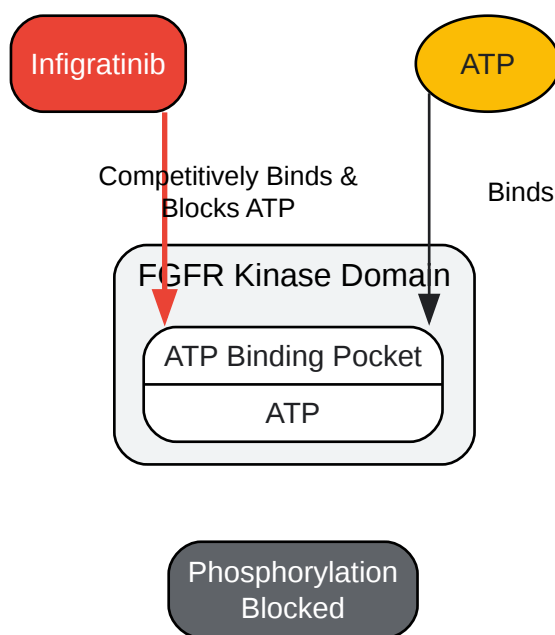 Infigratinib
ATP
Competitively Binds &
Blocks ATP
Binds
FGFR Kinase Domain
ATP Binding Pocket
ATP
Phosphorylation
Blocked